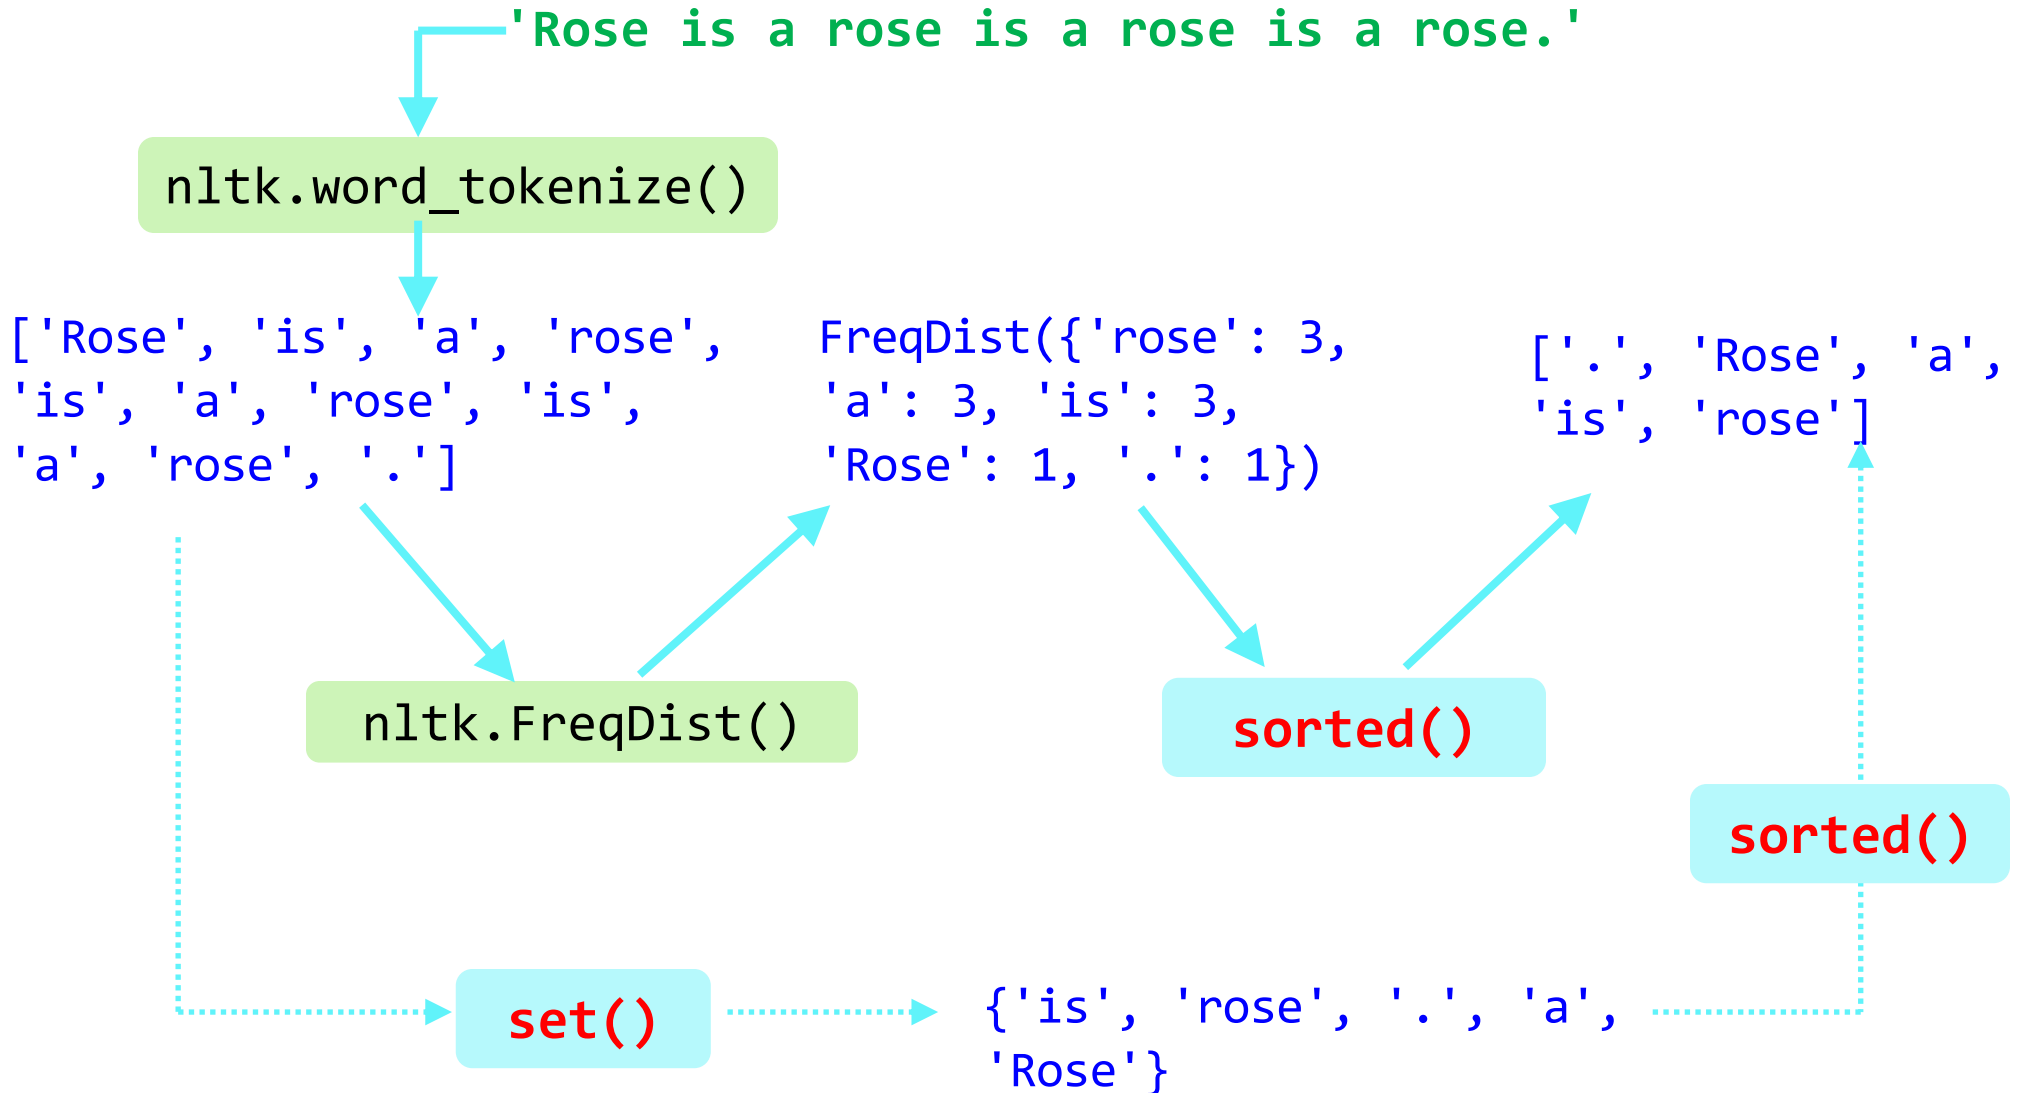 'Rose is a rose is a rose is a rose.'
nltk.word_tokenize()
['Rose', 'is', 'a', 'rose',
'is', 'a', 'rose', 'is',
'a', 'rose', '.']
FreqDist({'rose': 3,
'a': 3, 'is': 3,
'Rose': 1, '.': 1})
['.', 'Rose', 'a',
'is', 'rose']
nltk.FreqDist()
sorted()
sorted()
set()
{'is', 'rose', '.', 'a',
'Rose'}